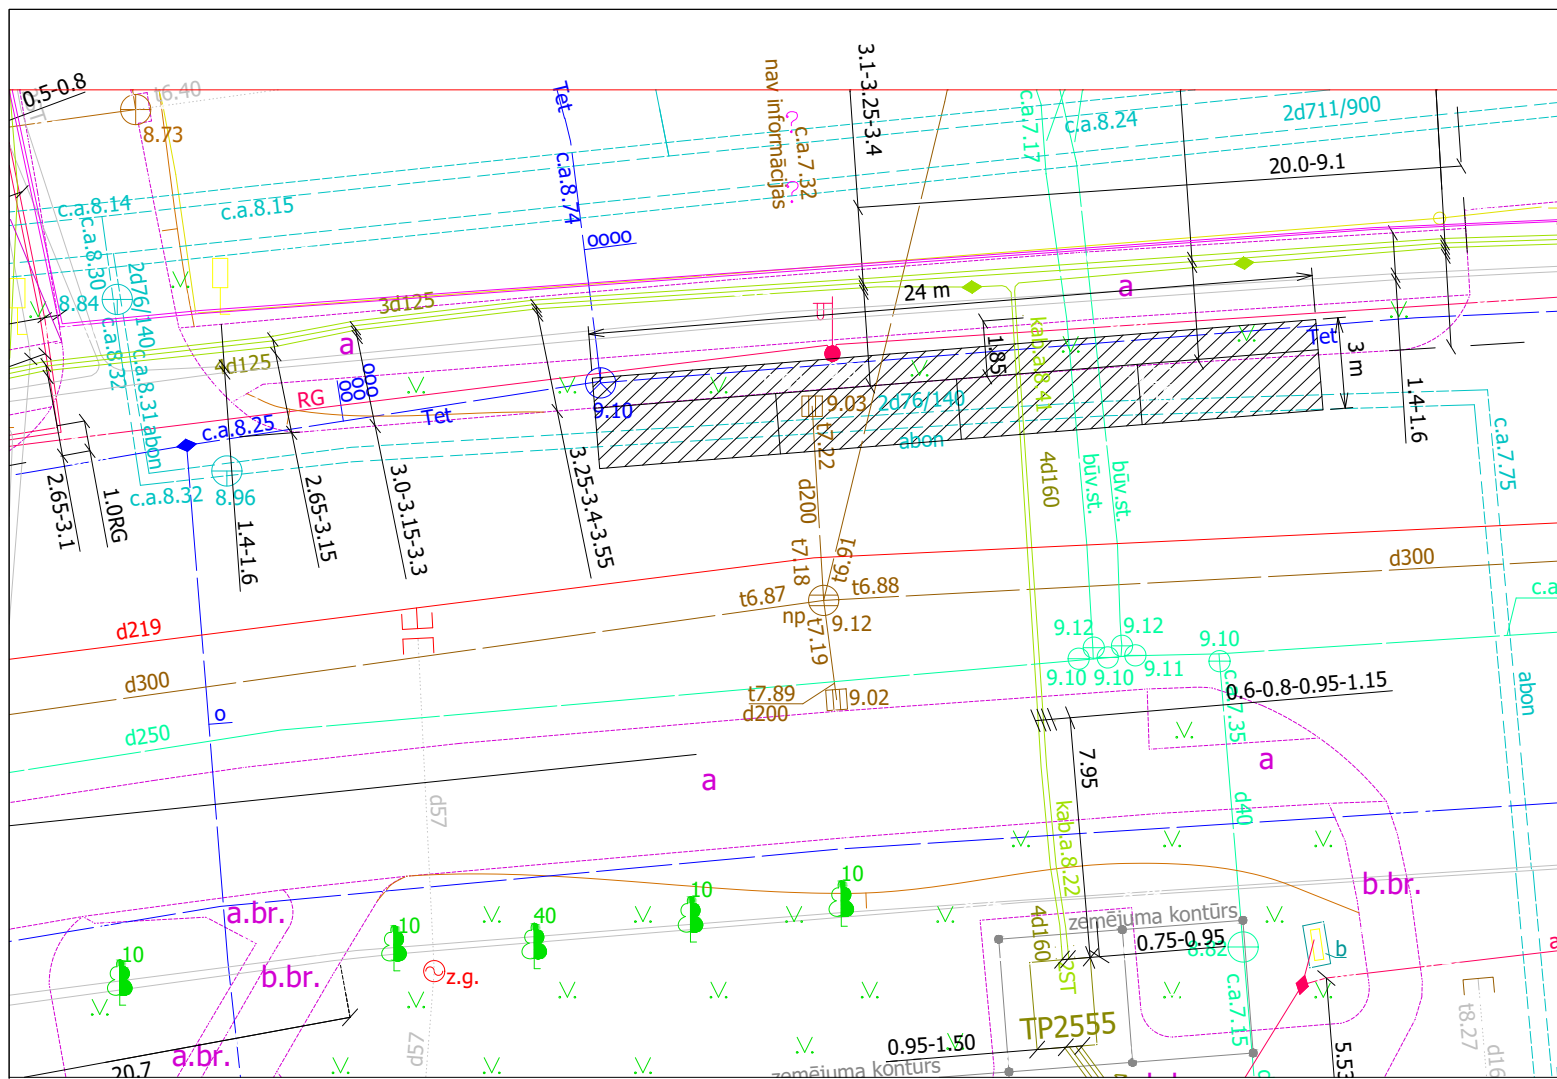 0.5-0.8
t6.40
8.73
Tet
nav informācijas
?
c.a.7.32
?
3.1-3.25-3.4
c.a.7.17
c.a.8.24
2d711/900
20.0-9.1
c.a.8.14
c.a.8.15
c.a.8.74
oooo
c.a.8.30
2d76/140
8.84
c.a.8.32
c.a.8.31
abon
3d125
4d125
a
24 m
a
U
kab.a.8.41
1.85
Tet
3 m
RG
ooo
oo
oo
9.10
9.03
2d76/140
abon
Tet
c.a.8.25
c.a.8.32
8.96
t7.22
1.4-1.6
c.a.7.75
2.65-3.1
1.0RG
1.4-1.6
2.65-3.15
3.0-3.15-3.3
3.25-3.4-3.55
d200
t7.18
t6.91
4d160
būv.st.
būv.st.
d300
t6.87
t6.88
np
9.12
t7.19
c.a
d219
d300
d250
o
9.12
9.12
9.10
9.10
9.10
9.11
t7.89
d200
9.02
0.6-0.8-0.95-1.15
c.a.7.35
abon
7.95
a
a
d57
d40
kab.a.8.22
b.br.
10
10
40
10
10
a.br.
b.br.
a.br.
z.g.
zemējuma kontūrs
4d160
2ST
0.75-0.95
8.82
b
a
c.a.7.15
TP2555
0.95-1.50
zemējuma kontūrs
d57
20.7
5.53
t8.27
d16